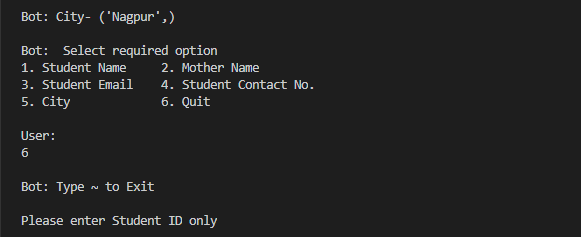 Bot: City- ('Nagpur',)
Bot:  Select required option
1. Student Name     2. Mother Name
3. Student Email    4. Student Contact No.
5. City             6. Quit
User:
6
Bot: Type ~ to Exit
Please enter Student ID only